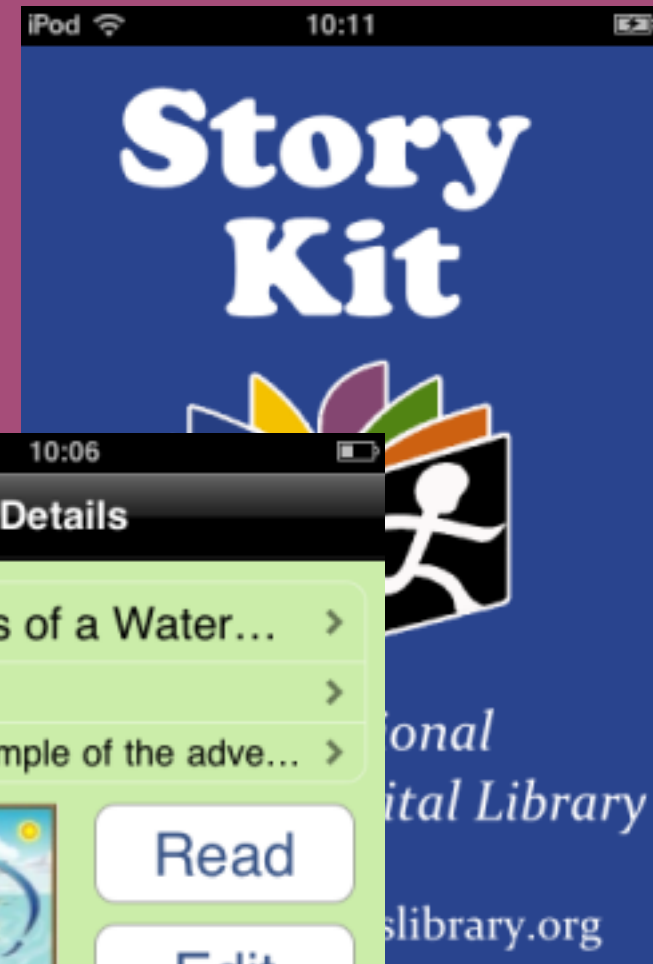 iPod 10:11
Story
Kit
ional
ital Library
slibrary.org
10:06
Details
s of a Water...
mple of the adve...
Read
Edit